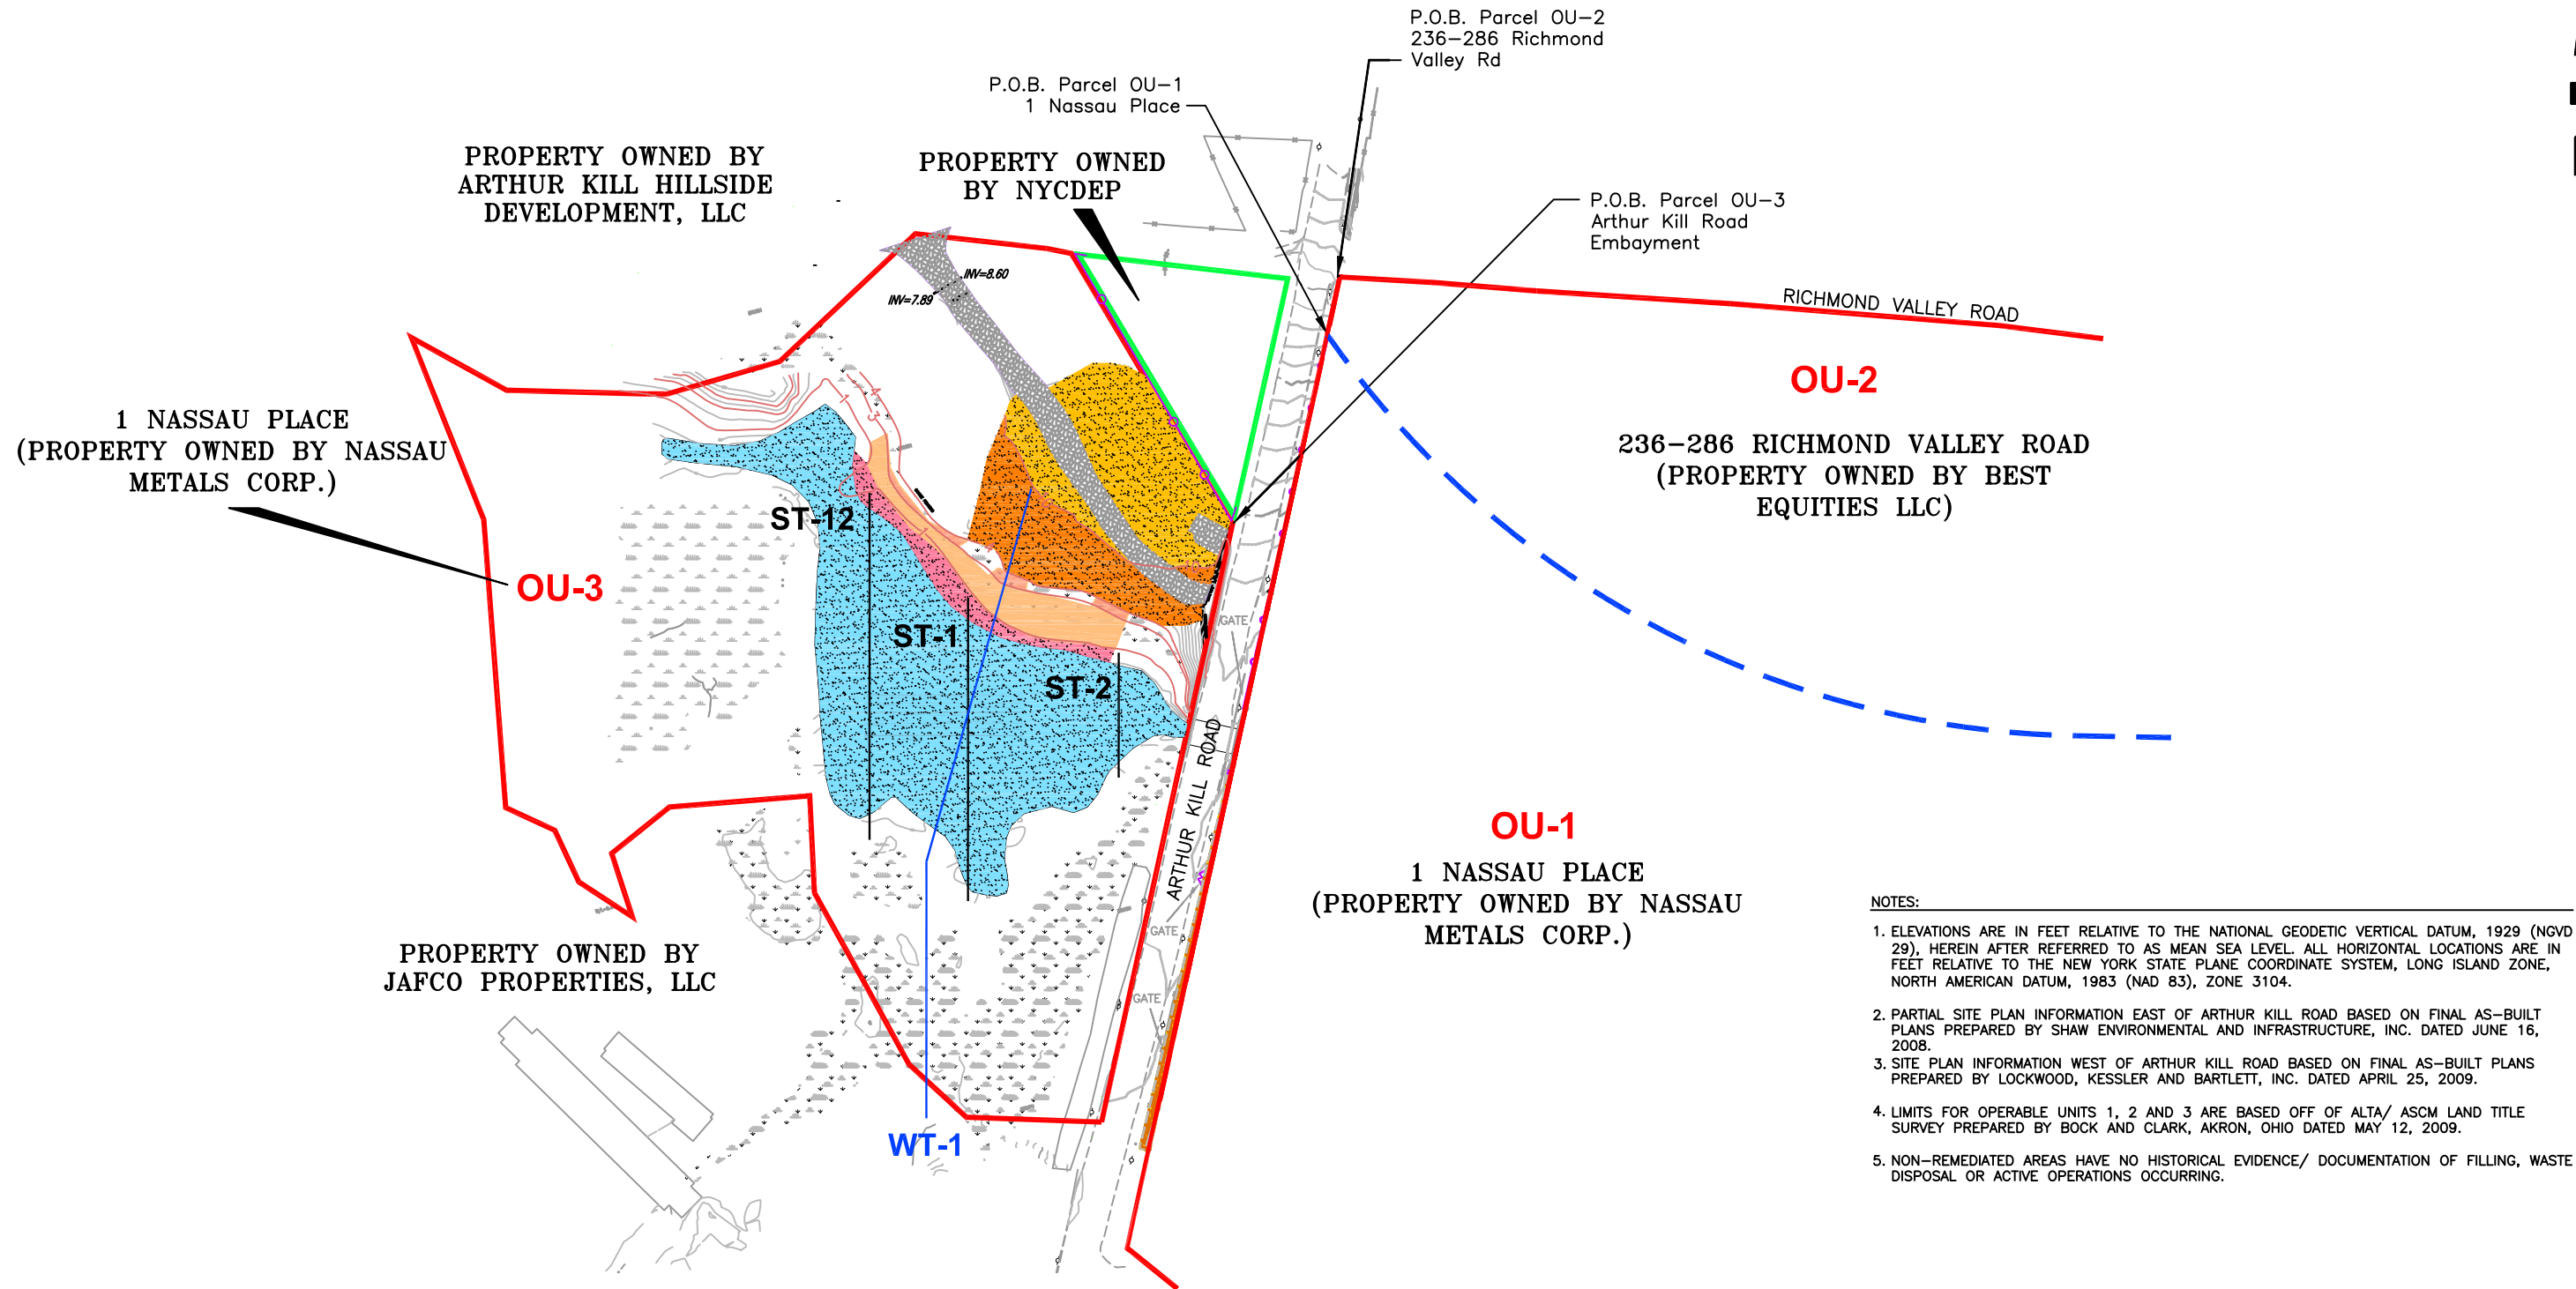 P.O.B. Parcel OU-2
236-286 Richmond
Valley Rd
P.O.B. Parcel OU-1
1 Nassau Place
PROPERTY OWNED BY
ARTHUR KILL HILLSIDE
DEVELOPMENT, LLC
PROPERTY OWNED
BY NYCDEP
P.O.B. Parcel OU-3
Arthur Kill Road
Embayment
INV=8.60
INV=7.89
RICHMOND VALLEY ROAD
OU-2
236-286 RICHMOND VALLEY ROAD
(PROPERTY OWNED BY BEST
EQUITIES LLC)
1 NASSAU PLACE
(PROPERTY OWNED BY NASSAU
METALS CORP.)
OU-3
ST-12
ST-1
ST-2
GATE
ARTHUR KILL ROAD
OU-1
1 NASSAU PLACE
(PROPERTY OWNED BY NASSAU
METALS CORP.)
GATE
GATE
PROPERTY OWNED BY
JAFCO PROPERTIES, LLC
WT-1
NOTES:
1. ELEVATIONS ARE IN FEET RELATIVE TO THE NATIONAL GEODETIC VERTICAL DATUM, 1929 (NGVD
29), HEREIN AFTER REFERRED TO AS MEAN SEA LEVEL. ALL HORIZONTAL LOCATIONS ARE IN
FEET RELATIVE TO THE NEW YORK STATE PLANE COORDINATE SYSTEM, LONG ISLAND ZONE,
NORTH AMERICAN DATUM, 1983 (NAD 83), ZONE 3104.
2. PARTIAL SITE PLAN INFORMATION EAST OF ARTHUR KILL ROAD BASED ON FINAL AS-BUILT
PLANS PREPARED BY SHAW ENVIRONMENTAL AND INFRASTRUCTURE, INC. DATED JUNE 16,
2008.
3. SITE PLAN INFORMATION WEST OF ARTHUR KILL ROAD BASED ON FINAL AS-BUILT PLANS
PREPARED BY LOCKWOOD, KESSLER AND BARTLETT, INC. DATED APRIL 25, 2009.
4. LIMITS FOR OPERABLE UNITS 1, 2 AND 3 ARE BASED OFF OF ALTA/ ASCM LAND TITLE
SURVEY PREPARED BY BOCK AND CLARK, AKRON, OHIO DATED MAY 12, 2009.
5. NON-REMEDIATED AREAS HAVE NO HISTORICAL EVIDENCE/ DOCUMENTATION OF FILLING, WASTE
DISPOSAL OR ACTIVE OPERATIONS OCCURRING.